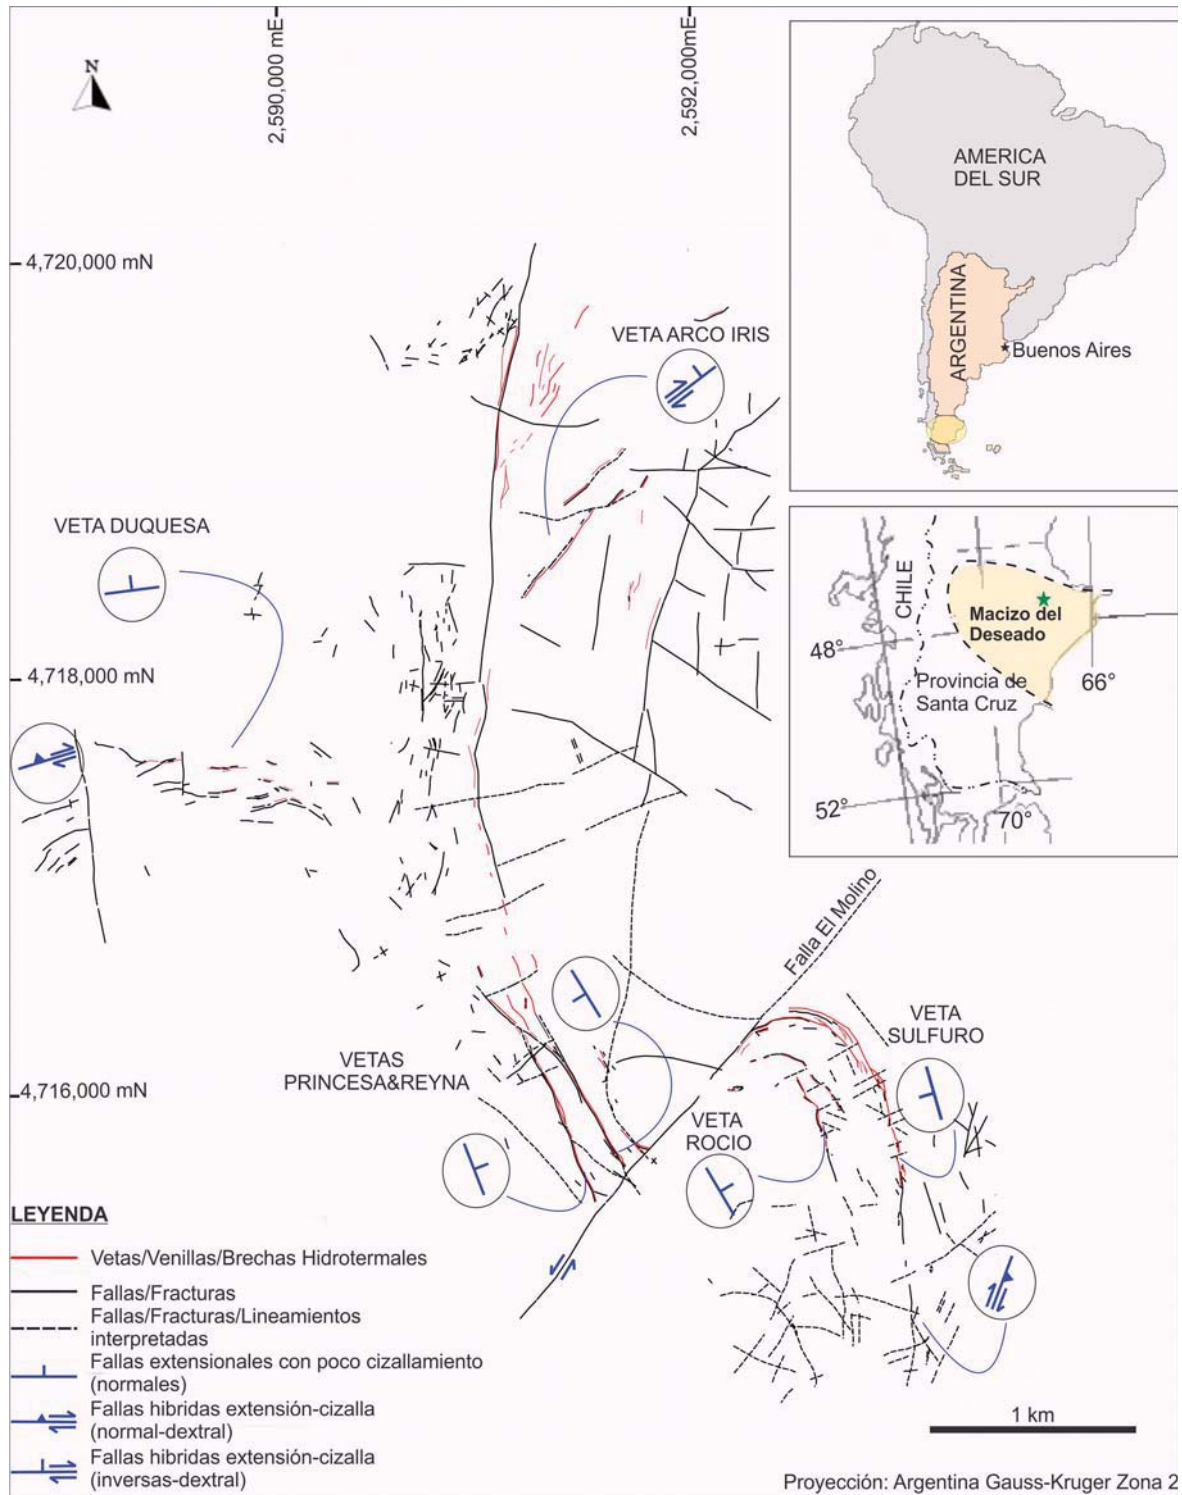 N
2,590,000 mE
2,592,000mE
4,720,000 mN
4,718,000 mN
4,716,000 mN
VETA ARCO IRIS
VETA DUQUESA
VETAS
PRINCESA&REYNA
Falla El Molino
VETA
SULFURO
VETA
ROCIO
AMERICA
DEL SUR
ARGENTINA
Buenos Aires
CHILE
Macizo del
Deseado
48°
Provincia de
Santa Cruz
66°
52°
70°
LEYENDA
Vetas/Venillas/Brechas Hidrotermales
Fallas/Fracturas
Fallas/Fracturas/Lineamientos
interpretadas
Fallas extensionales con poco cizallamiento
(normales)
Fallas hibridas extensión-cizalla
(normal-dextral)
Fallas hibridas extensión-cizalla
(inversas-dextral)
1 km
Proyección: Argentina Gauss-Kruger Zona 2